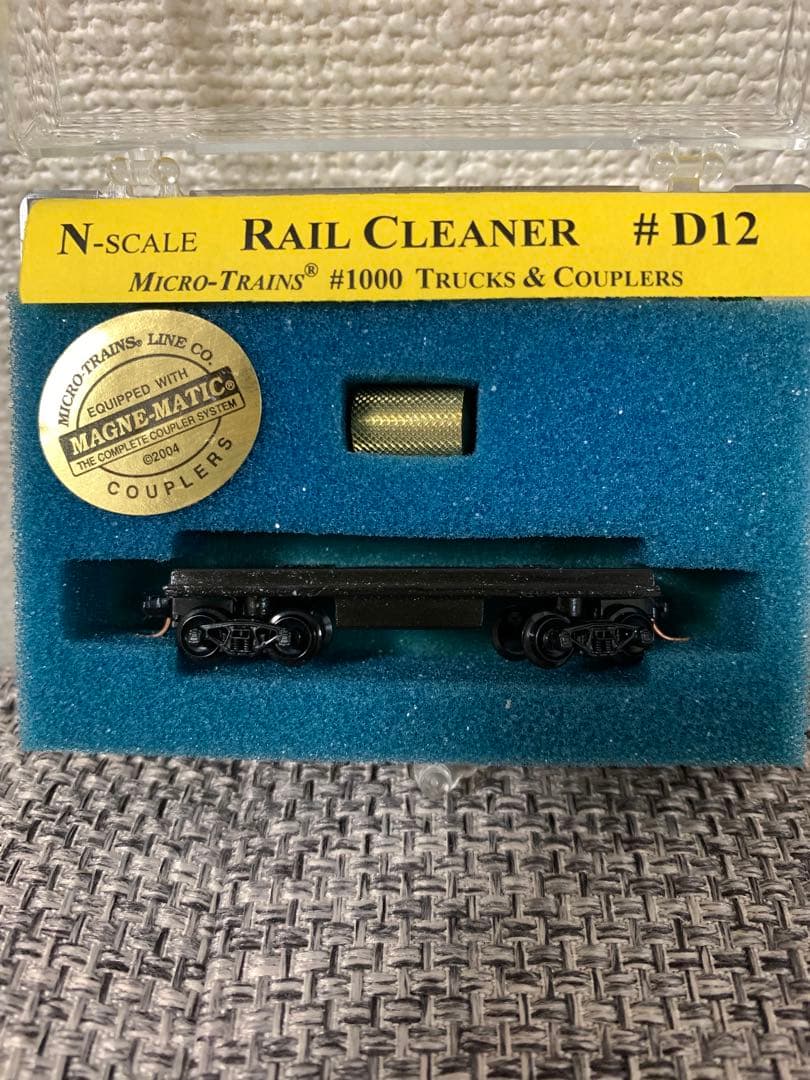 N-SCALE RAIL CLEANER # D12
MICRO-TRAINS® #1000 TRUCKS & COUPLERS
MICRO-TRAINS® LINE CO.
EQUIPPED WITH
MAGNE-MATIC®
THE COMPLETE COUPLER SYSTEM
©2004
COUPLERS